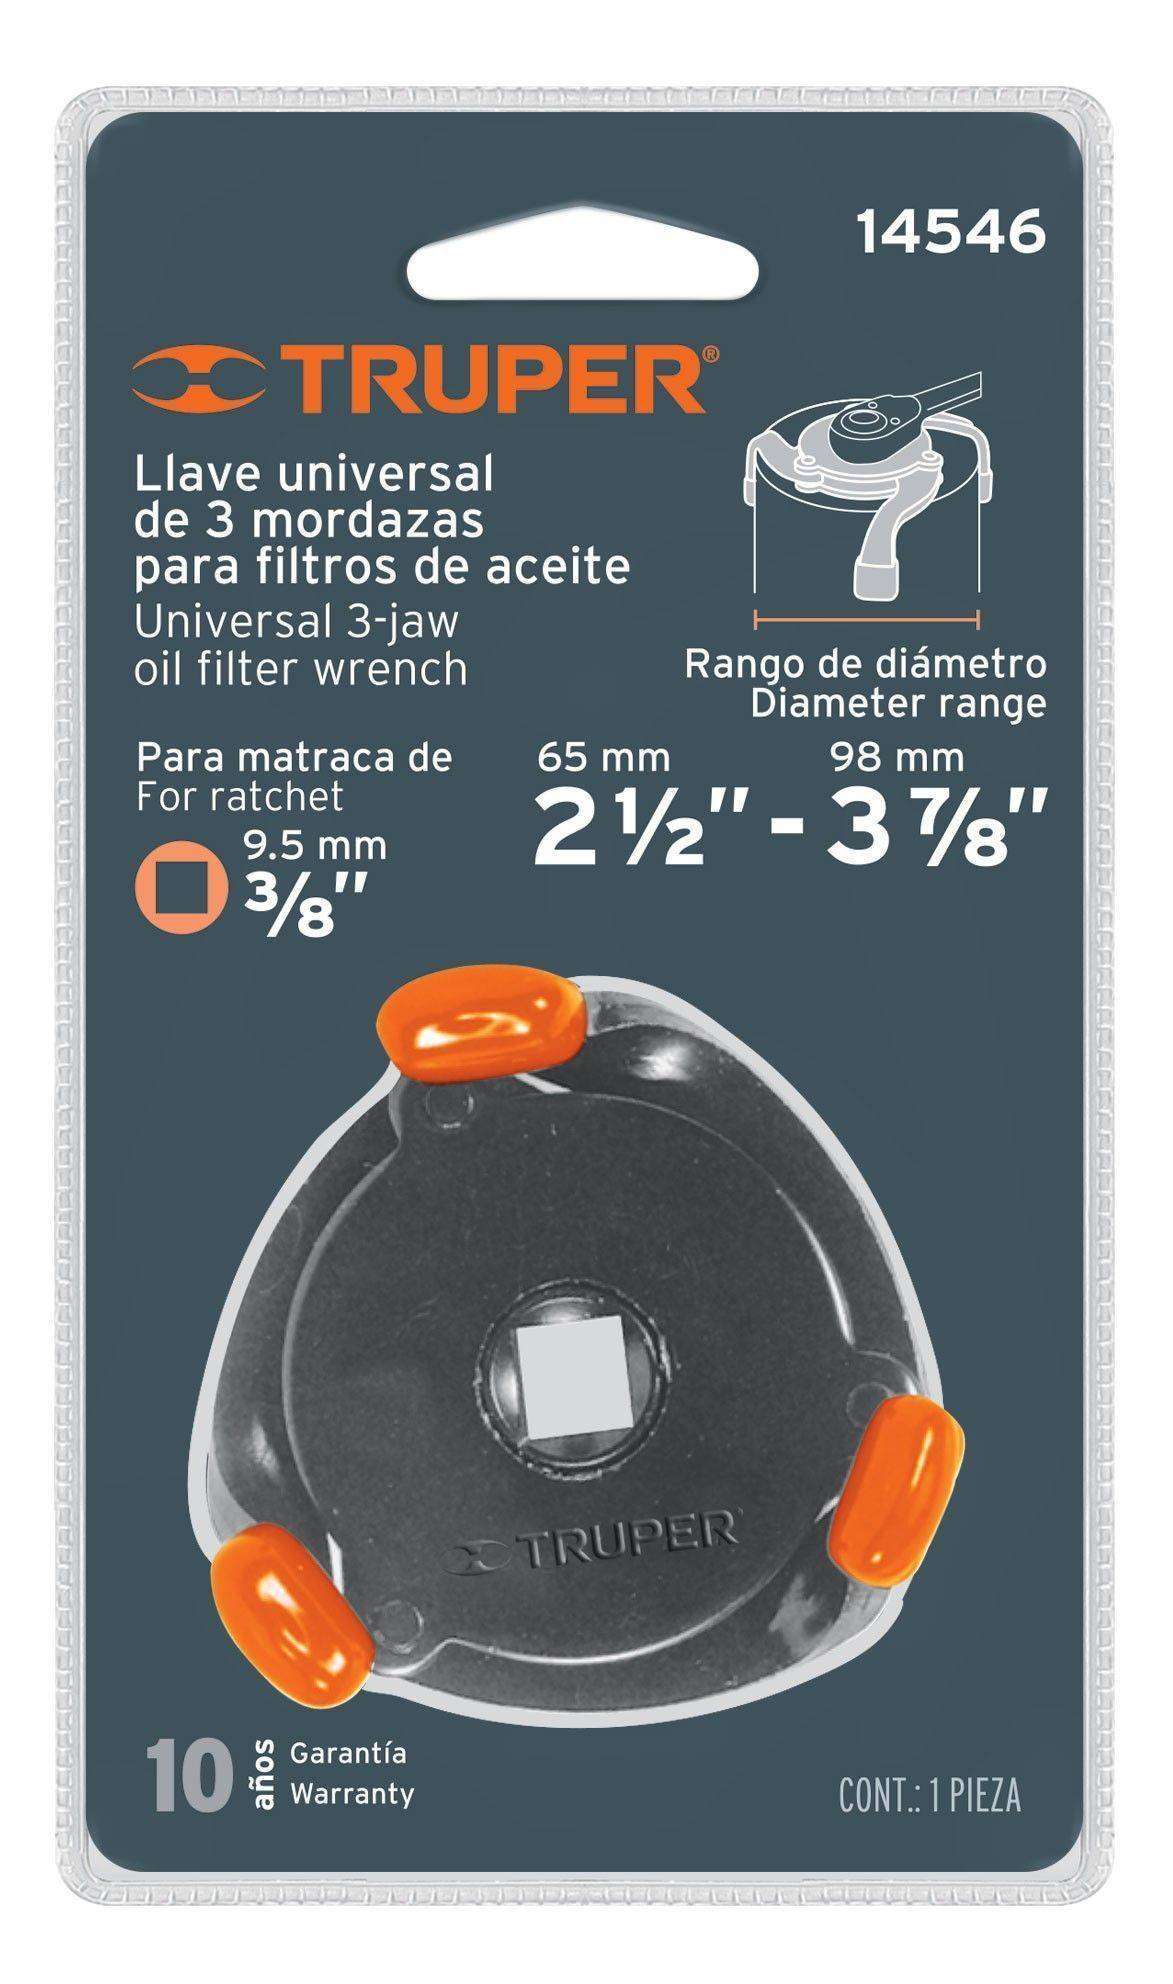 14546
TRUPER®
Llave universal
de 3 mordazas
para filtros de aceite
Universal 3-jaw
oil filter wrench
Rango de diámetro
Diameter range
65 mm 98 mm
2 ½" - 3 ⅞"
Para matraca de
For ratchet
9.5 mm
⅜"
TRUPER
10 años Garantía
Warranty
CONT.: 1 PIEZA